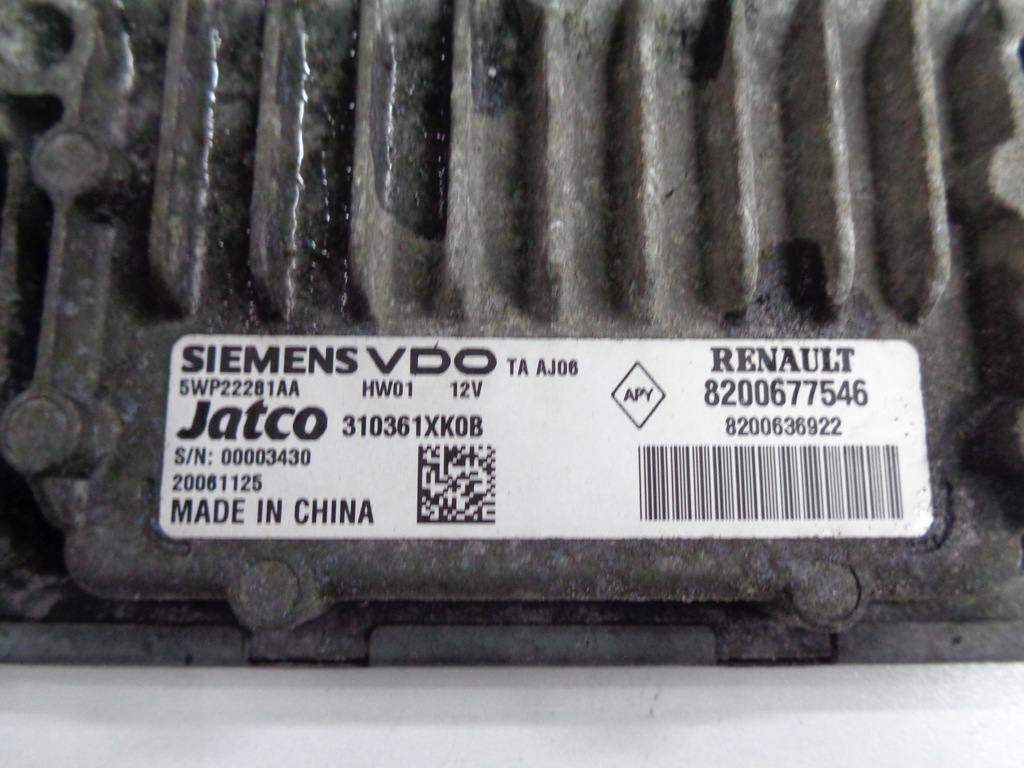 SIEMENS VDO TA AJ06
5WP22281AA HW01 12V
Jatco 310361XK0B
S/N: 00003430
20061125
MADE IN CHINA
APY
RENAULT
8200677546
8200636922